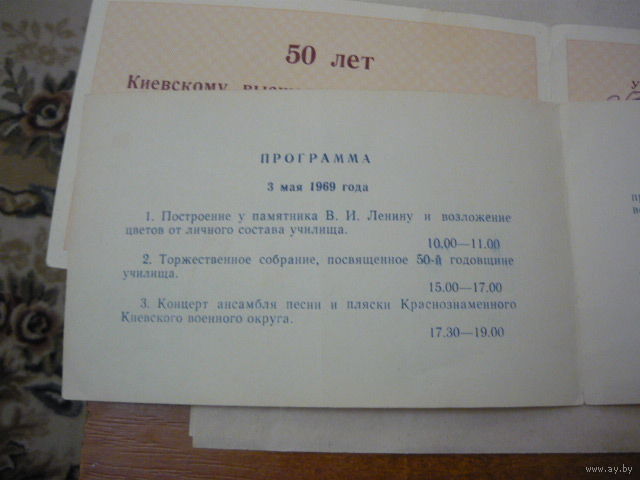 50 лет
Киевскому
ПРОГРАММА
3 мая 1969 года
1. Построение у памятника В. И. Ленину и возложение
цветов от личного состава училища.
10.00—11.00
2. Торжественное собрание, посвященное 50-й годовщине
училища.
15.00—17.00
3. Концерт ансамбля песни и пляски Краснознаменного
Киевского военного округа.
17.30—19.00
www.ay.by